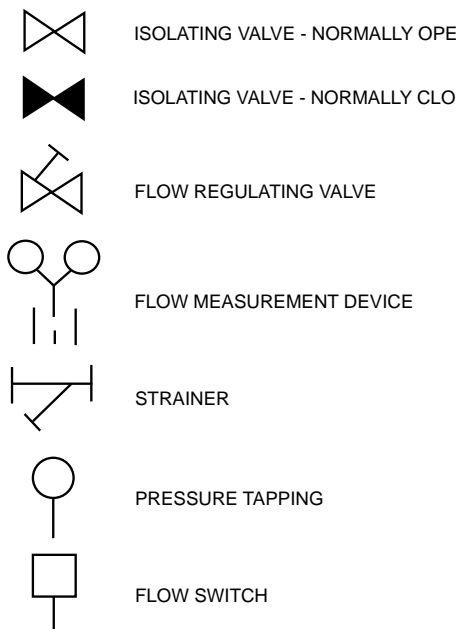 ISOLATING VALVE - NORMALLY OPE
ISOLATING VALVE - NORMALLY CLO
FLOW REGULATING VALVE
FLOW MEASUREMENT DEVICE
STRAINER
PRESSURE TAPPING
FLOW SWITCH